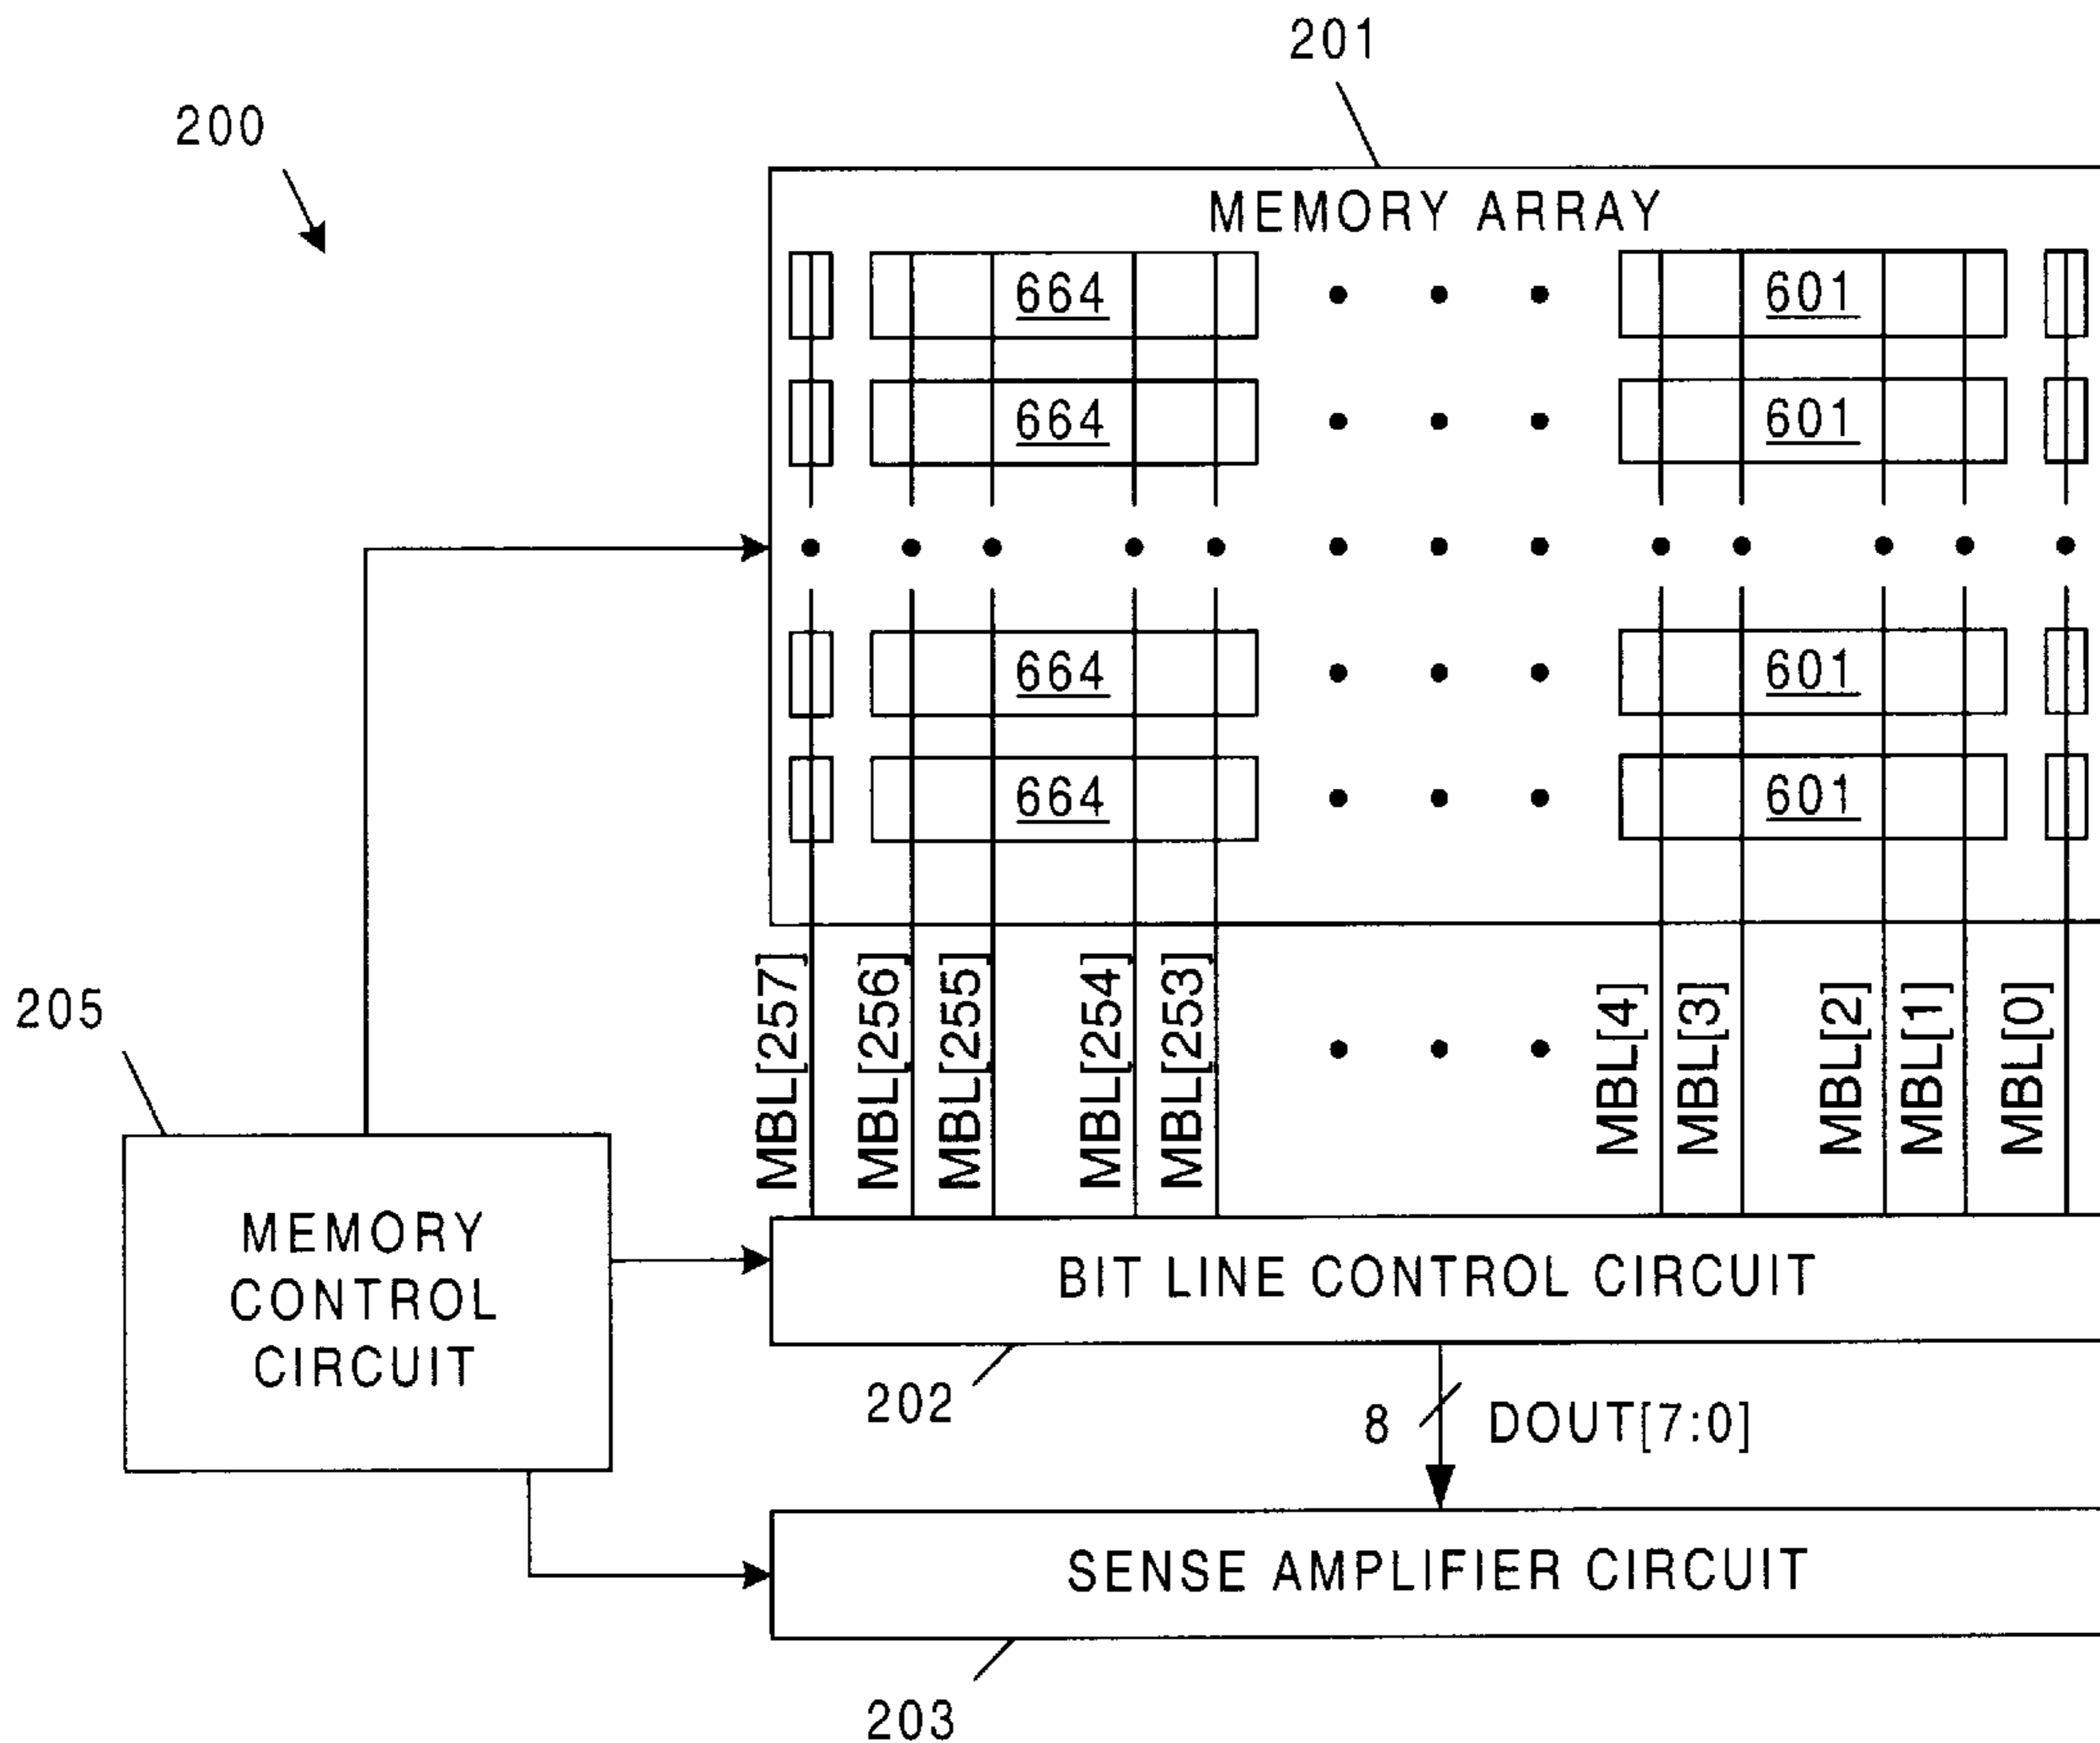 201
200
MEMORY ARRAY
664
601
664
601
664
601
664
601
MBL[257]
MBL[256]
MBL[255]
MBL[254]
MBL[253]
MBL[4]
MBL[3]
MBL[2]
MBL[1]
MBL[0]
205
MEMORY
CONTROL
CIRCUIT
BIT LINE CONTROL CIRCUIT
202
8
DOUT[7:0]
SENSE AMPLIFIER CIRCUIT
203